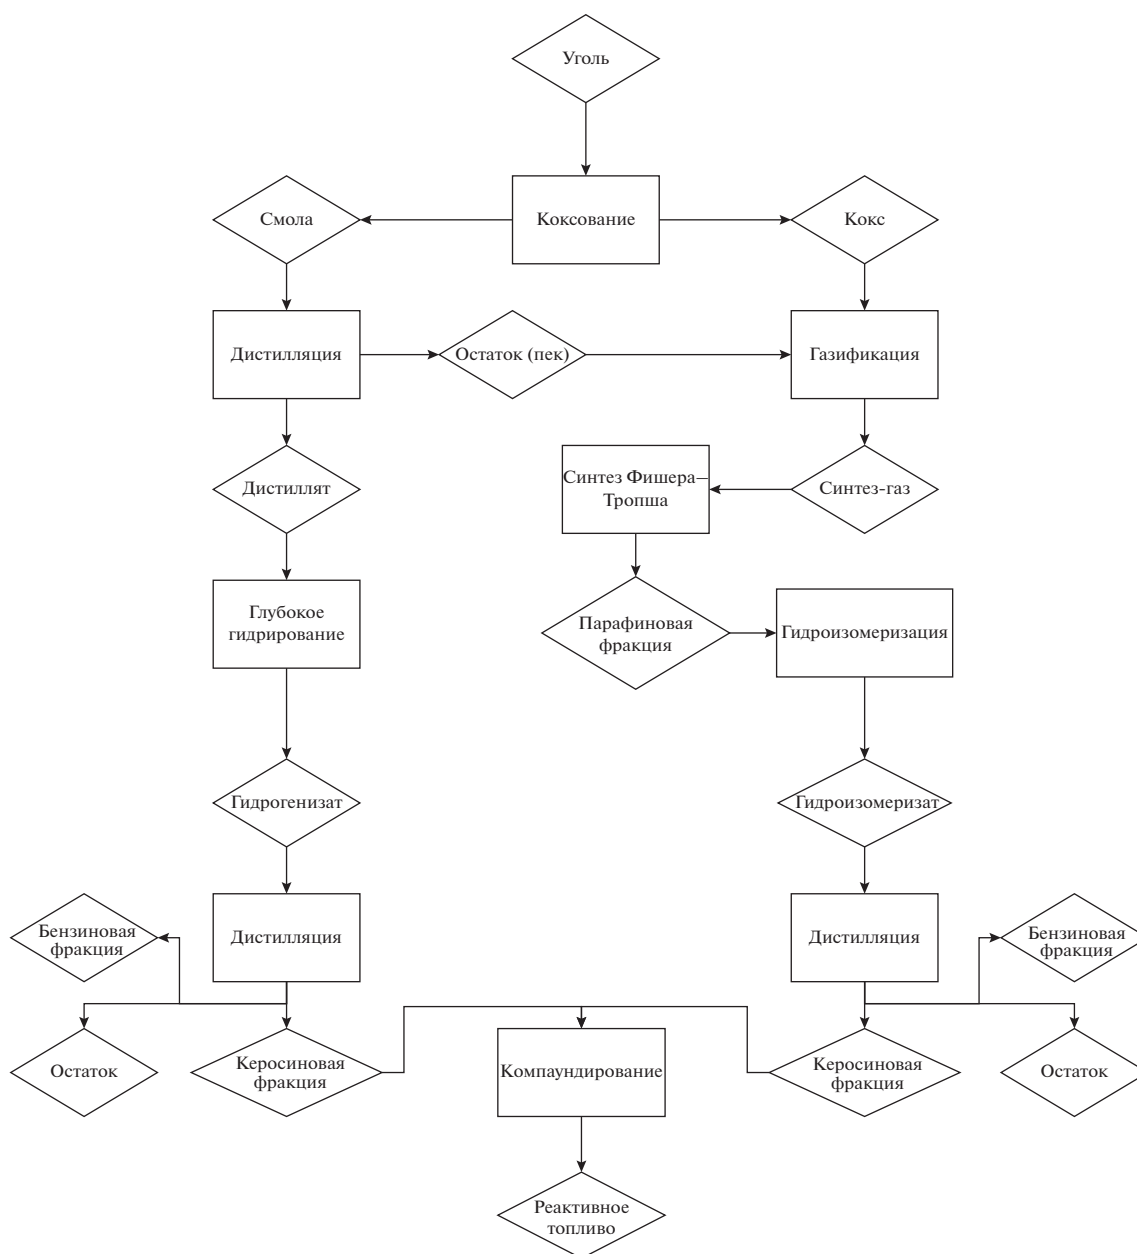 Уголь
Смола
Коксование
Кокс
Дистилляция
Остаток (пек)
Газификация
Дистиллят
Синтез Фишера–
Тропша
Синтез-газ
Глубокое
гидрирование
Парафиновая
фракция
Гидроизомеризация
Гидрогенизат
Гидроизомеризат
Бензиновая
фракция
Дистилляция
Дистилляция
Бензиновая
фракция
Остаток
Керосиновая
фракция
Компаундирование
Керосиновая
фракция
Остаток
Реактивное
топливо